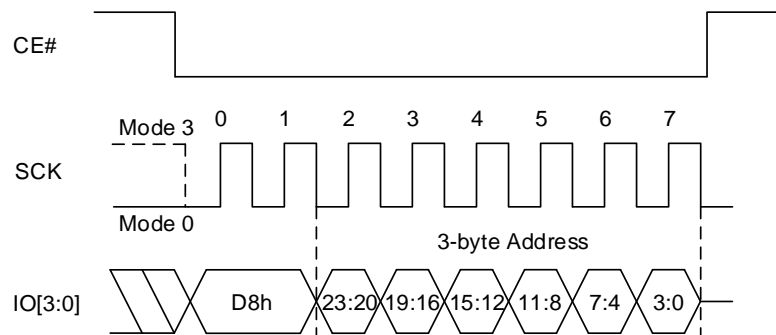 CE#
Mode 3
0 1 2 3 4 5 6 7
SCK
Mode 0
3-byte Address
IO[3:0]
D8h 23:20 19:16 15:12 11:8 7:4 3:0